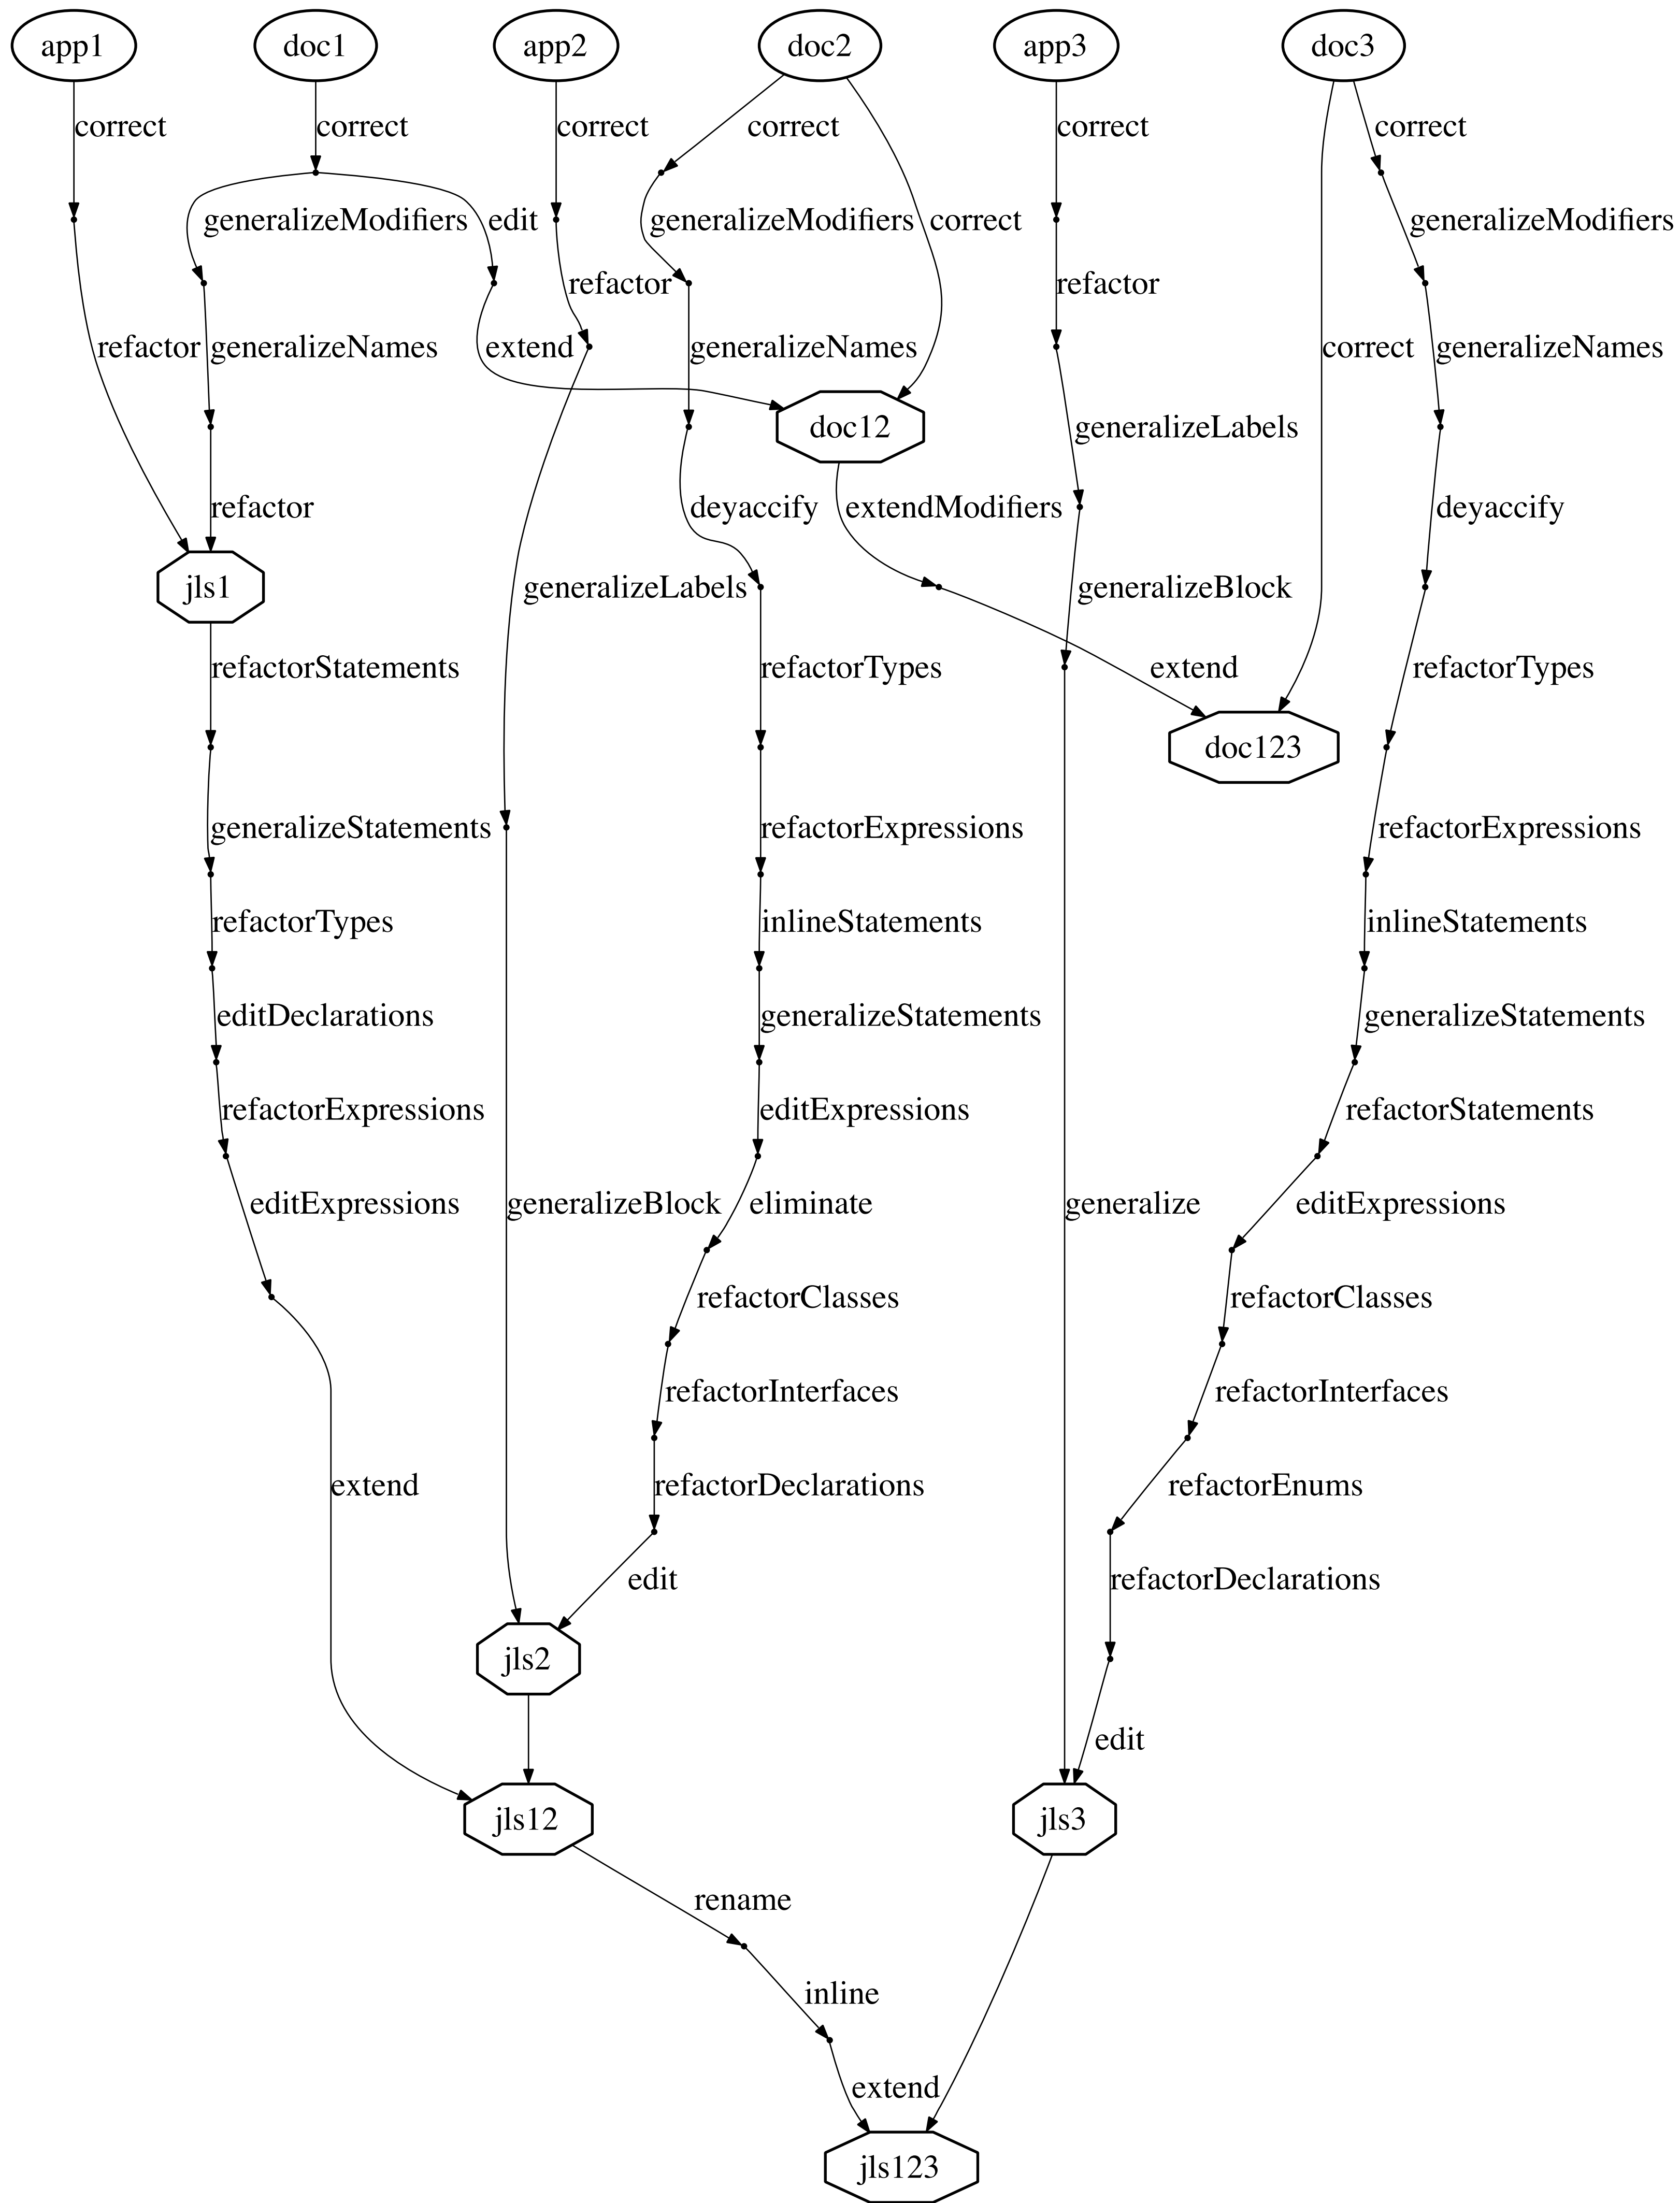 app1
doc1
app2
doc2
app3
doc3
correct
correct
correct
correct
correct
correct
generalizeModifiers
edit
generalizeModifiers
correct
generalizeModifiers
refactor
refactor
refactor
generalizeNames
extend
generalizeNames
correct
generalizeNames
doc12
generalizeLabels
refactor
deyaccify
extendModifiers
deyaccify
jls1
generalizeLabels
generalizeBlock
refactorStatements
refactorTypes
extend
refactorTypes
doc123
generalizeStatements
refactorExpressions
refactorExpressions
refactorTypes
inlineStatements
inlineStatements
editDeclarations
generalizeStatements
generalizeStatements
refactorExpressions
editExpressions
refactorStatements
editExpressions
generalizeBlock
eliminate
generalize
editExpressions
refactorClasses
refactorClasses
refactorInterfaces
refactorInterfaces
extend
refactorDeclarations
refactorEnums
edit
refactorDeclarations
jls2
edit
jls12
jls3
rename
inline
extend
jls123